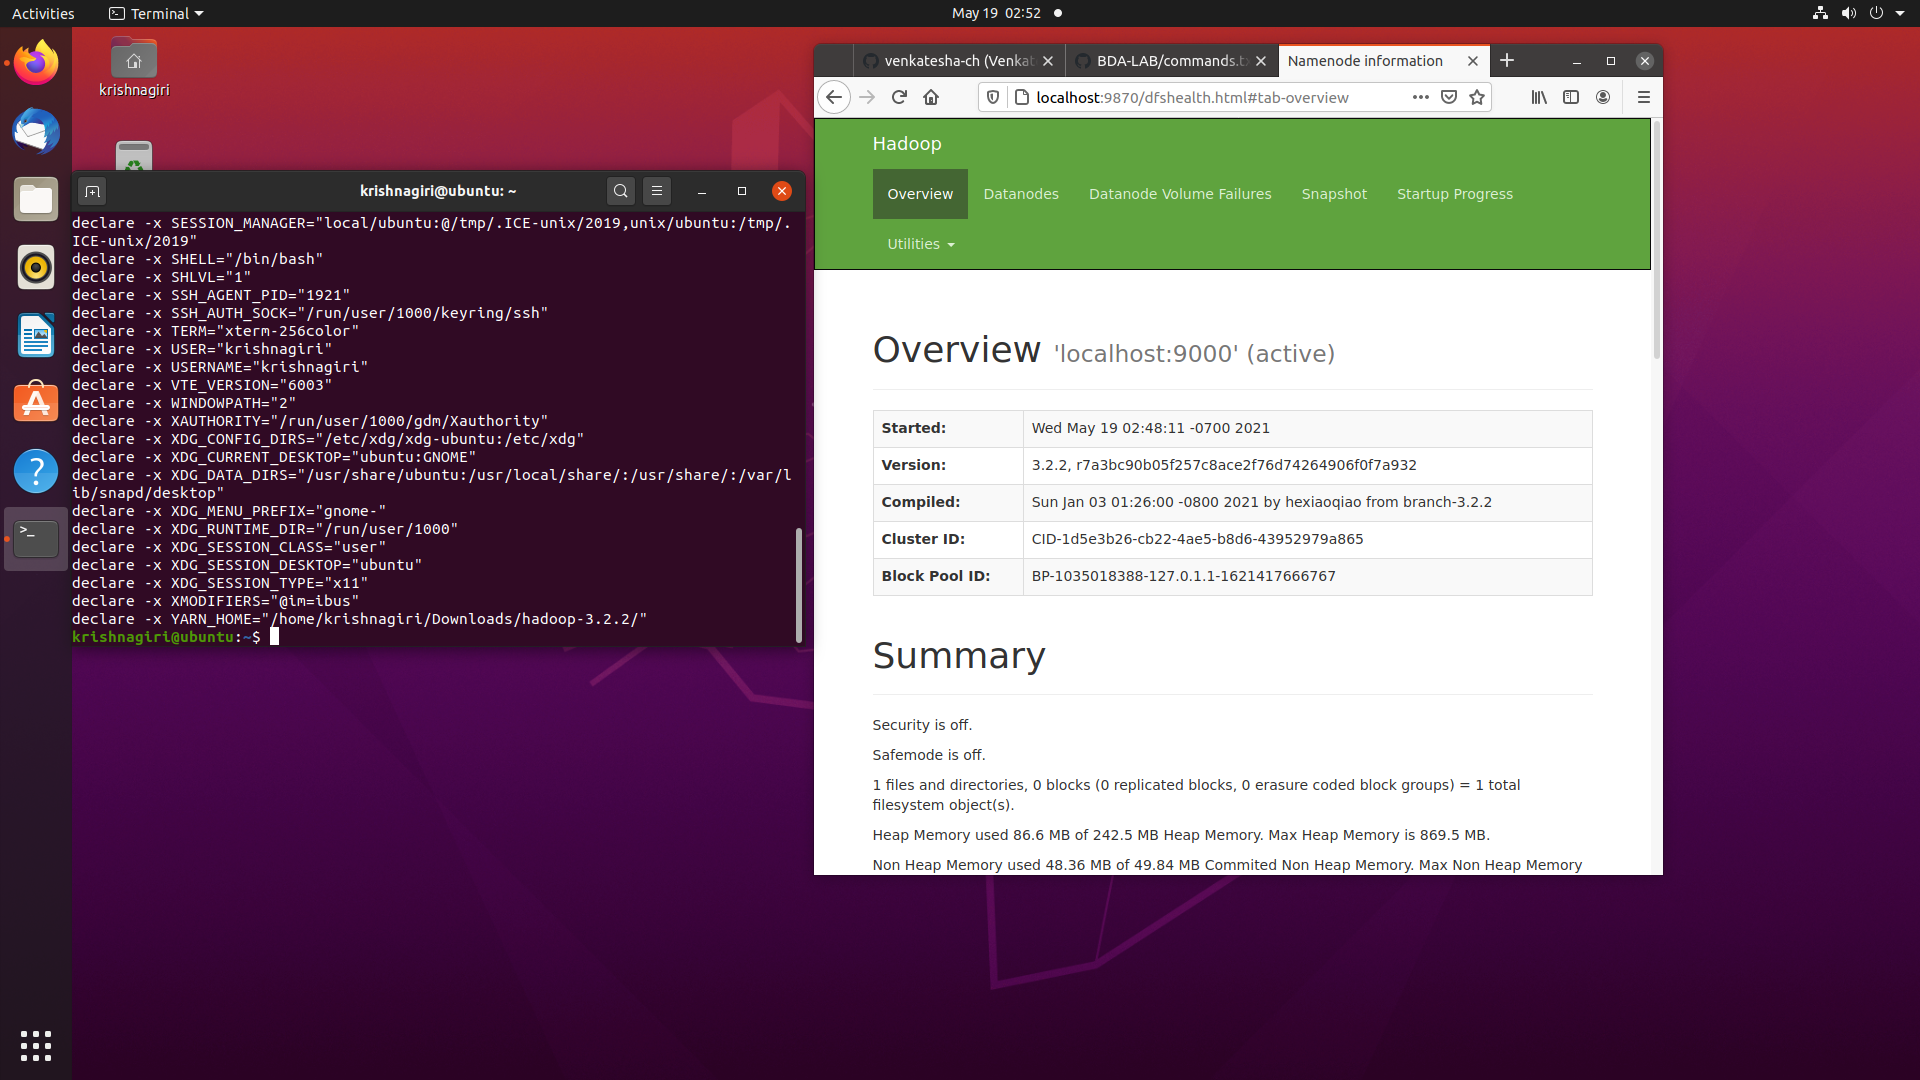 Activities
Terminal
May 19 02:52
krishnagiri
krishnagiri@ubuntu: ~
declare -x SESSION_MANAGER="local/ubuntu:@/tmp/.ICE-unix/2019,unix/ubuntu:/tmp/.
ICE-unix/2019"
declare -x SHELL="/bin/bash"
declare -x SHLVL="1"
declare -x SSH_AGENT_PID="1921"
declare -x SSH_AUTH_SOCK="/run/user/1000/keyring/ssh"
declare -x TERM="xterm-256color"
declare -x USER="krishnagiri"
declare -x USERNAME="krishnagiri"
declare -x VTE_VERSION="6003"
declare -x WINDOWPATH="2"
declare -x XAUTHORITY="/run/user/1000/gdm/Xauthority"
declare -x XDG_CONFIG_DIRS="/etc/xdg/xdg-ubuntu:/etc/xdg"
declare -x XDG_CURRENT_DESKTOP="ubuntu:GNOME"
declare -x XDG_DATA_DIRS="/usr/share/ubuntu:/usr/local/share/:/usr/share/:/var/l
ib/snapd/desktop"
declare -x XDG_MENU_PREFIX="gnome-"
declare -x XDG_RUNTIME_DIR="/run/user/1000"
declare -x XDG_SESSION_CLASS="user"
declare -x XDG_SESSION_DESKTOP="ubuntu"
declare -x XDG_SESSION_TYPE="x11"
declare -x XMODIFIERS="@im=ibus"
declare -x YARN_HOME="/home/krishnagiri/Downloads/hadoop-3.2.2/"
krishnagiri@ubuntu:~$
venkatesha-ch (Venkat
BDA-LAB/commands.tx
Namenode information
localhost:9870/dfshealth.html#tab-overview
Hadoop
Overview
Datanodes
Datanode Volume Failures
Snapshot
Startup Progress
Utilities
Overview 'localhost:9000' (active)
Started: Wed May 19 02:48:11 -0700 2021
Version: 3.2.2, r7a3bc90b05f257c8ace2f76d74264906f0f7a932
Compiled: Sun Jan 03 01:26:00 -0800 2021 by hexiaoqiao from branch-3.2.2
Cluster ID: CID-1d5e3b26-cb22-4ae5-b8d6-43952979a865
Block Pool ID: BP-1035018388-127.0.1.1-1621417666767
Summary
Security is off.
Safemode is off.
1 files and directories, 0 blocks (0 replicated blocks, 0 erasure coded block groups) = 1 total
filesystem object(s).
Heap Memory used 86.6 MB of 242.5 MB Heap Memory. Max Heap Memory is 869.5 MB.
Non Heap Memory used 48.36 MB of 49.84 MB Commited Non Heap Memory. Max Non Heap Memory